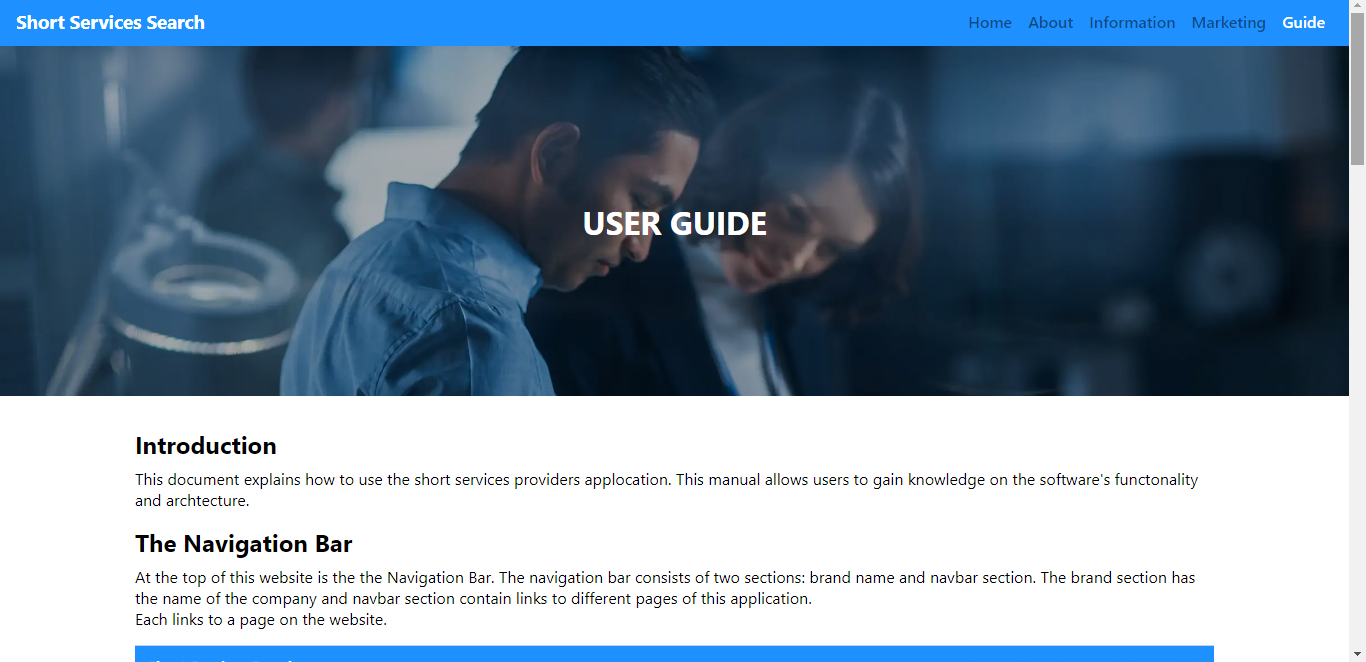 Short Services Search
Home About Information Marketing Guide
USER GUIDE
Introduction
This document explains how to use the short services providers applocation. This manual allows users to gain knowledge on the software's functonality
and archtecture.
The Navigation Bar
At the top of this website is the the Navigation Bar. The navigation bar consists of two sections: brand name and navbar section. The brand section has
the name of the company and navbar section contain links to different pages of this application.
Each links to a page on the website.